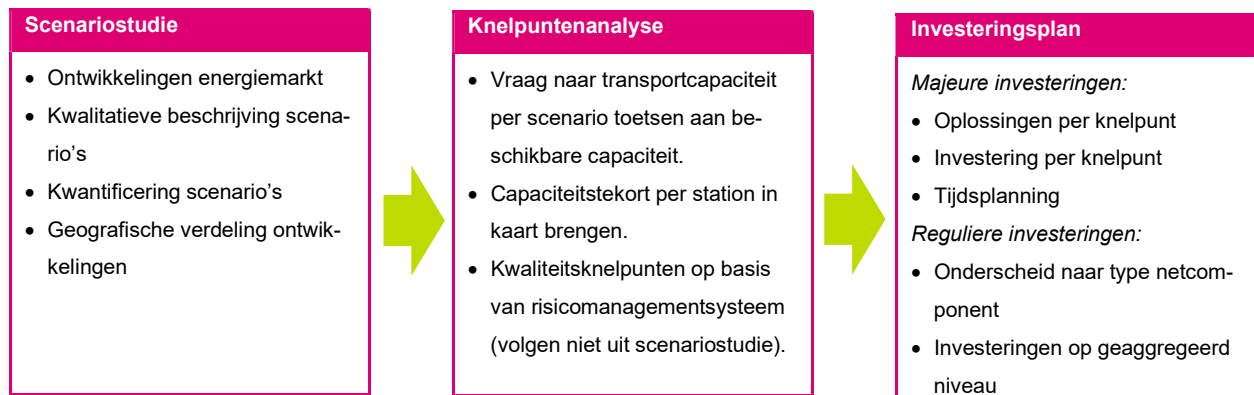 Scenariostudie
• Ontwikkelingen energiemarkt
• Kwalitatieve beschrijving scena-
rio's
• Kwantificering scenario's
• Geografische verdeling ontwik-
kelingen
Knelpuntenanalyse
• Vraag naar transportcapaciteit
per scenario toetsen aan be-
schikbare capaciteit.
• Capaciteitstekort per station in
kaart brengen.
• Kwaliteitsknelpunten op basis
van risicomanagementsysteem
(volgen niet uit scenariostudie).
Investeringsplan
Majeure investeringen:
• Oplossingen per knelpunt
• Investering per knelpunt
• Tijdsplanning
Reguliere investeringen:
• Onderscheid naar type netcom-
ponent
• Investeringen op geaggregeerd
niveau